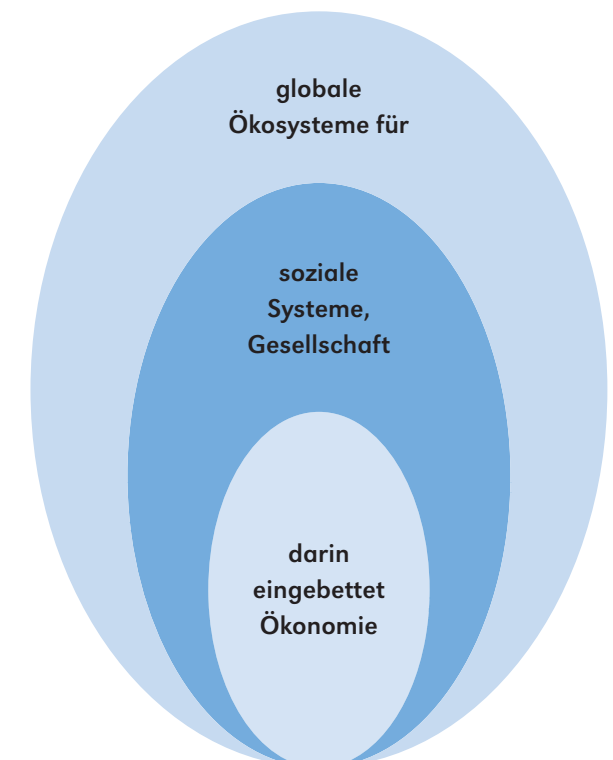 globale
Ökosysteme für
soziale
Systeme,
Gesellschaft
darin
eingebettet
Ökonomie